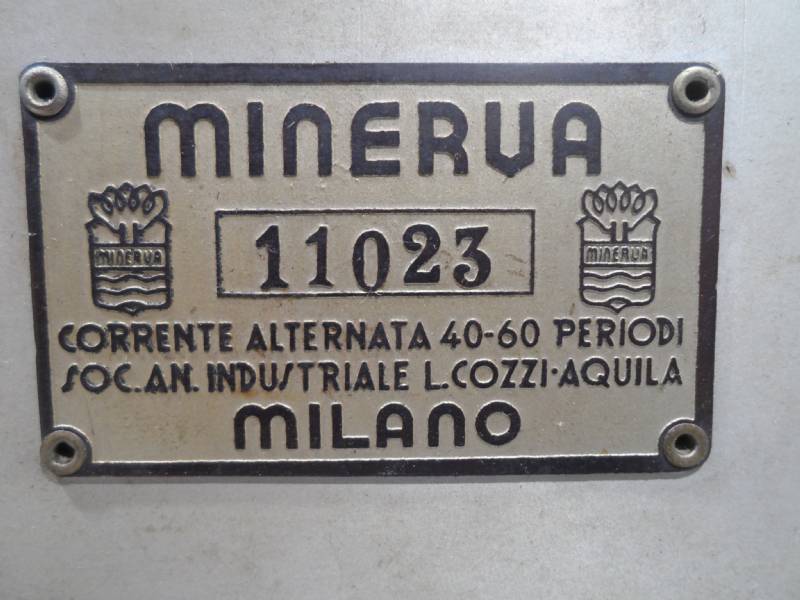 MINERVA
MINERVA
11023
MINERVA
CORRENTE ALTERNATA 40-60 PERIODI
SOC.AN. INDUSTRIALE L.COZZI·AQUILA
MILANO